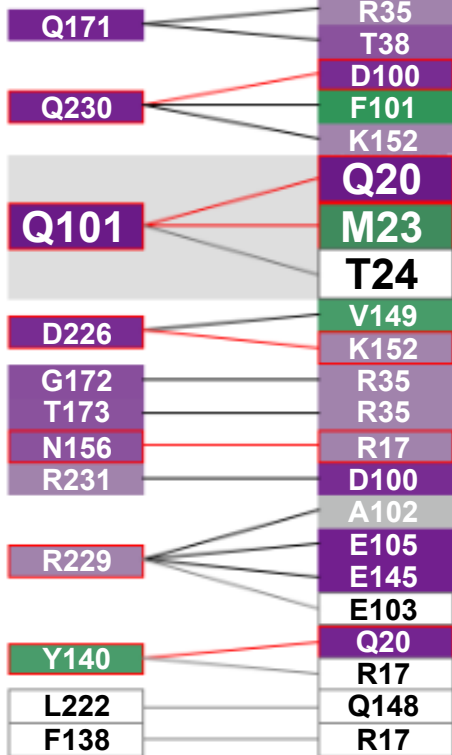 R35
Q171
T38
D100
Q230
F101
K152
Q20
Q101
M23
T24
V149
D226
K152
G172
R35
T173
R35
N156
R17
R231
D100
A102
E105
R229
E145
E103
Q20
Y140
R17
L222
Q148
F138
R17